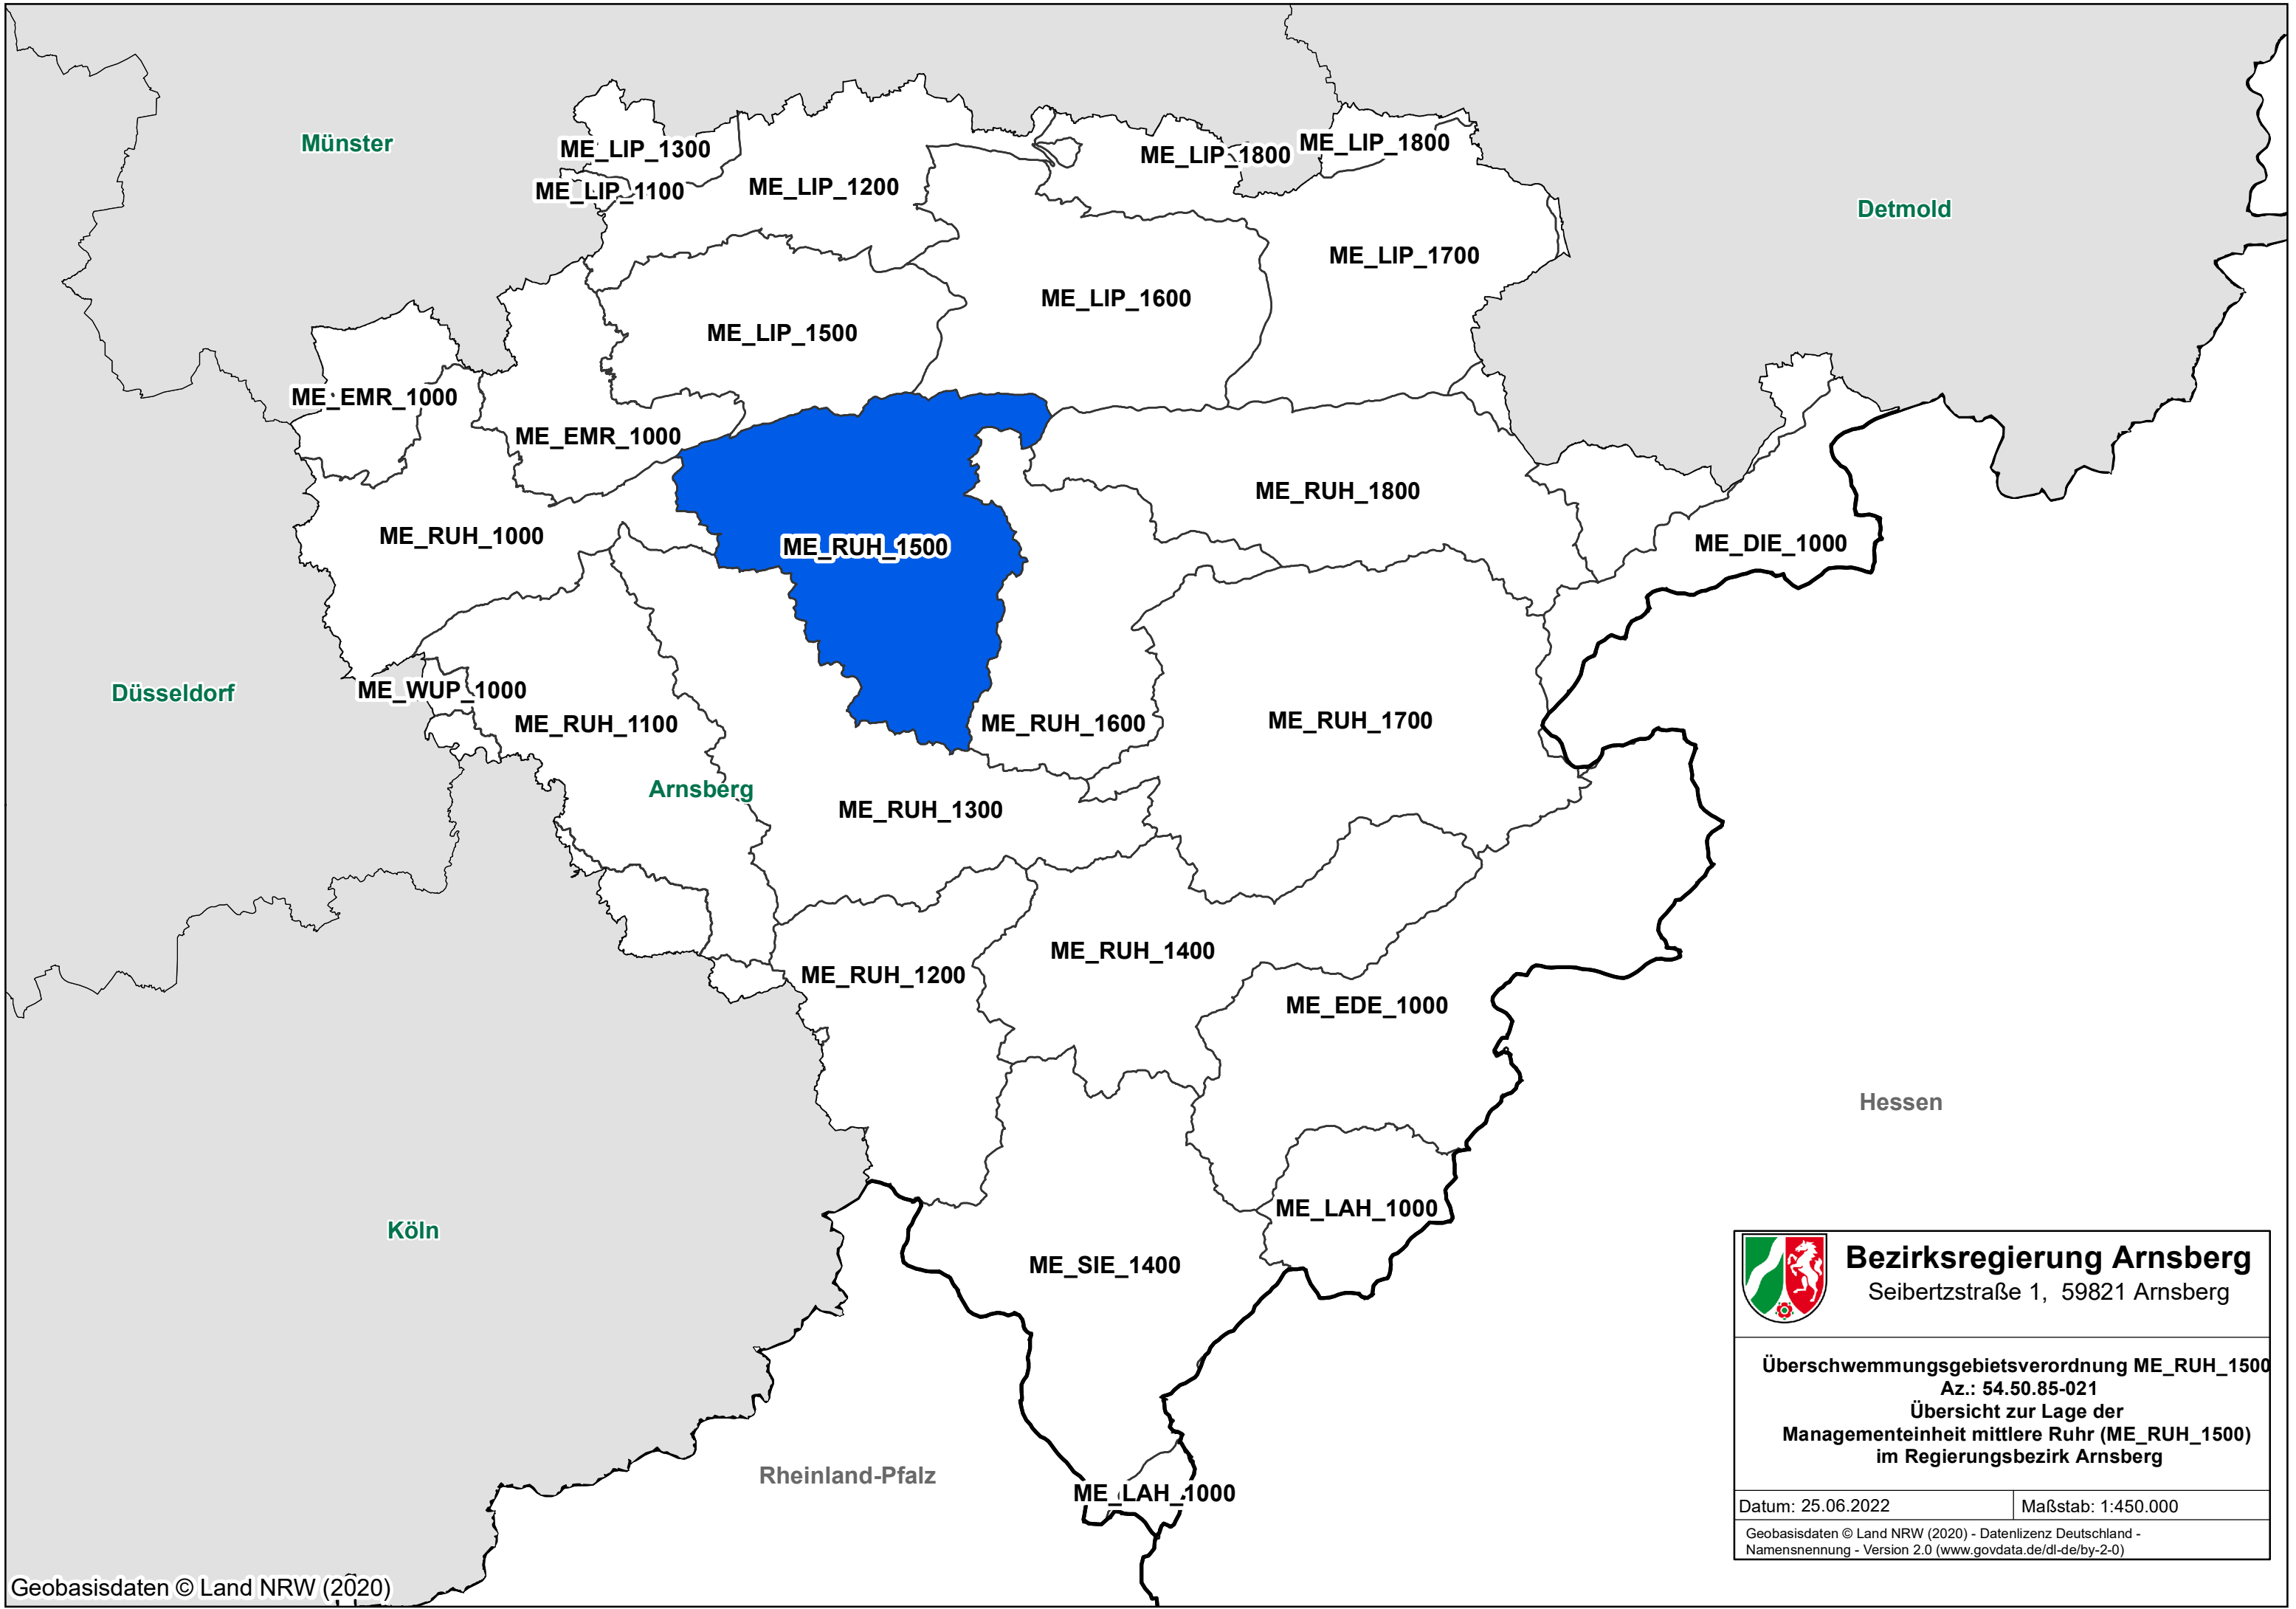 Münster
ME_LIP_1300
ME_LIP_1800
ME_LIP_1800
ME_LIP_1100
ME_LIP_1200
Detmold
ME_LIP_1700
ME_LIP_1600
ME_LIP_1500
ME_EMR_1000
ME_EMR_1000
ME_RUH_1800
ME_RUH_1000
ME_RUH_1500
ME_DIE_1000
Düsseldorf
ME_WUP_1000
ME_RUH_1100
ME_RUH_1600
ME_RUH_1700
Arnsberg
ME_RUH_1300
ME_RUH_1400
ME_RUH_1200
ME_EDE_1000
Hessen
ME_LAH_1000
Köln
ME_SIE_1400
Rheinland-Pfalz
ME_LAH_1000
Bezirksregierung Arnsberg
Seibertzstraße 1, 59821 Arnsberg
Überschwemmungsgebietsverordnung ME_RUH_1500
Az.: 54.50.85-021
Übersicht zur Lage der
Managementeinheit mittlere Ruhr (ME_RUH_1500)
im Regierungsbezirk Arnsberg
Datum: 25.06.2022
Maßstab: 1:450.000
Geobasisdaten © Land NRW (2020) - Datenlizenz Deutschland -
Namensnennung - Version 2.0 (www.govdata.de/dl-de/by-2-0)
Geobasisdaten © Land NRW (2020)